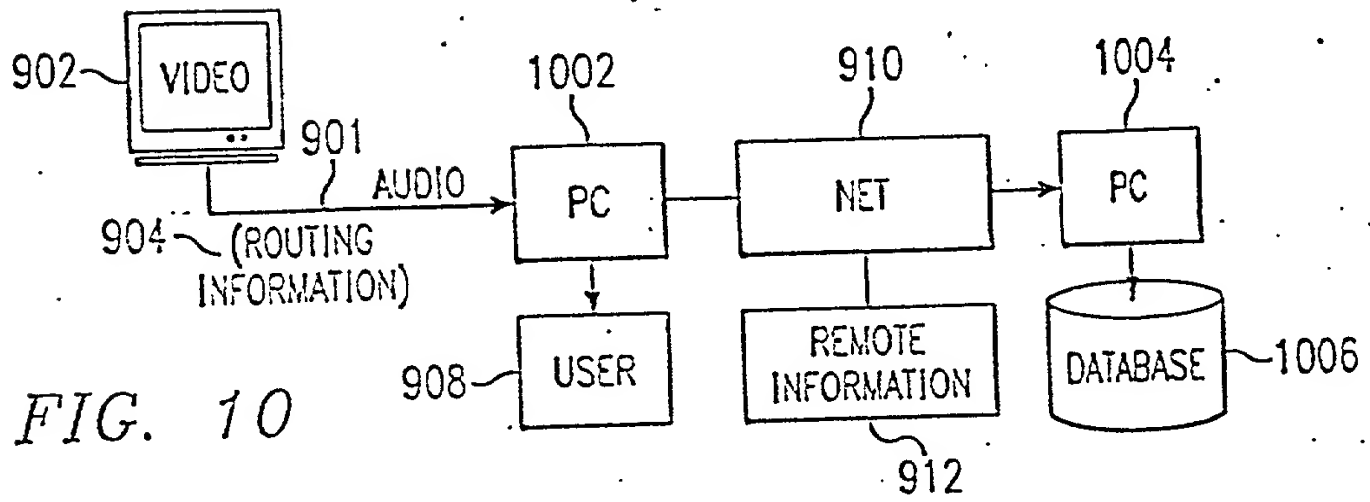 902
VIDEO
901
AUDIO
904
(ROUTING
INFORMATION)
1002
PC
910
NET
1004
PC
908
USER
REMOTE
INFORMATION
912
DATABASE
1006
FIG. 10